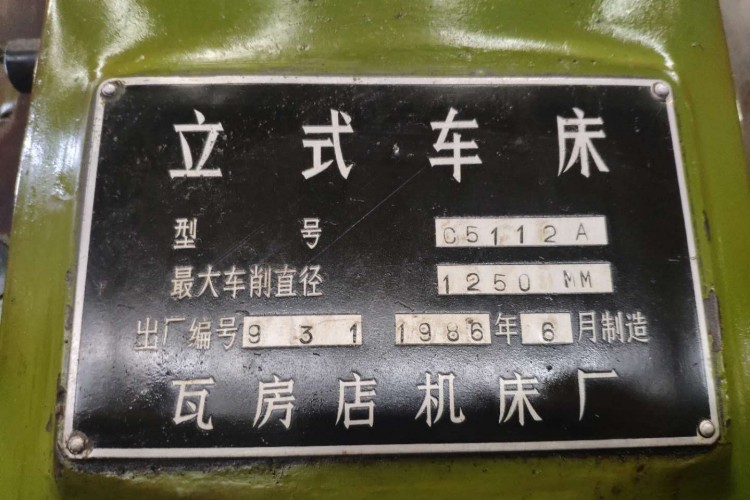 立式车床
型号 C5112A
最大车削直径 1250 MM
出厂编号 931 1986年6月制造
瓦房店机床厂